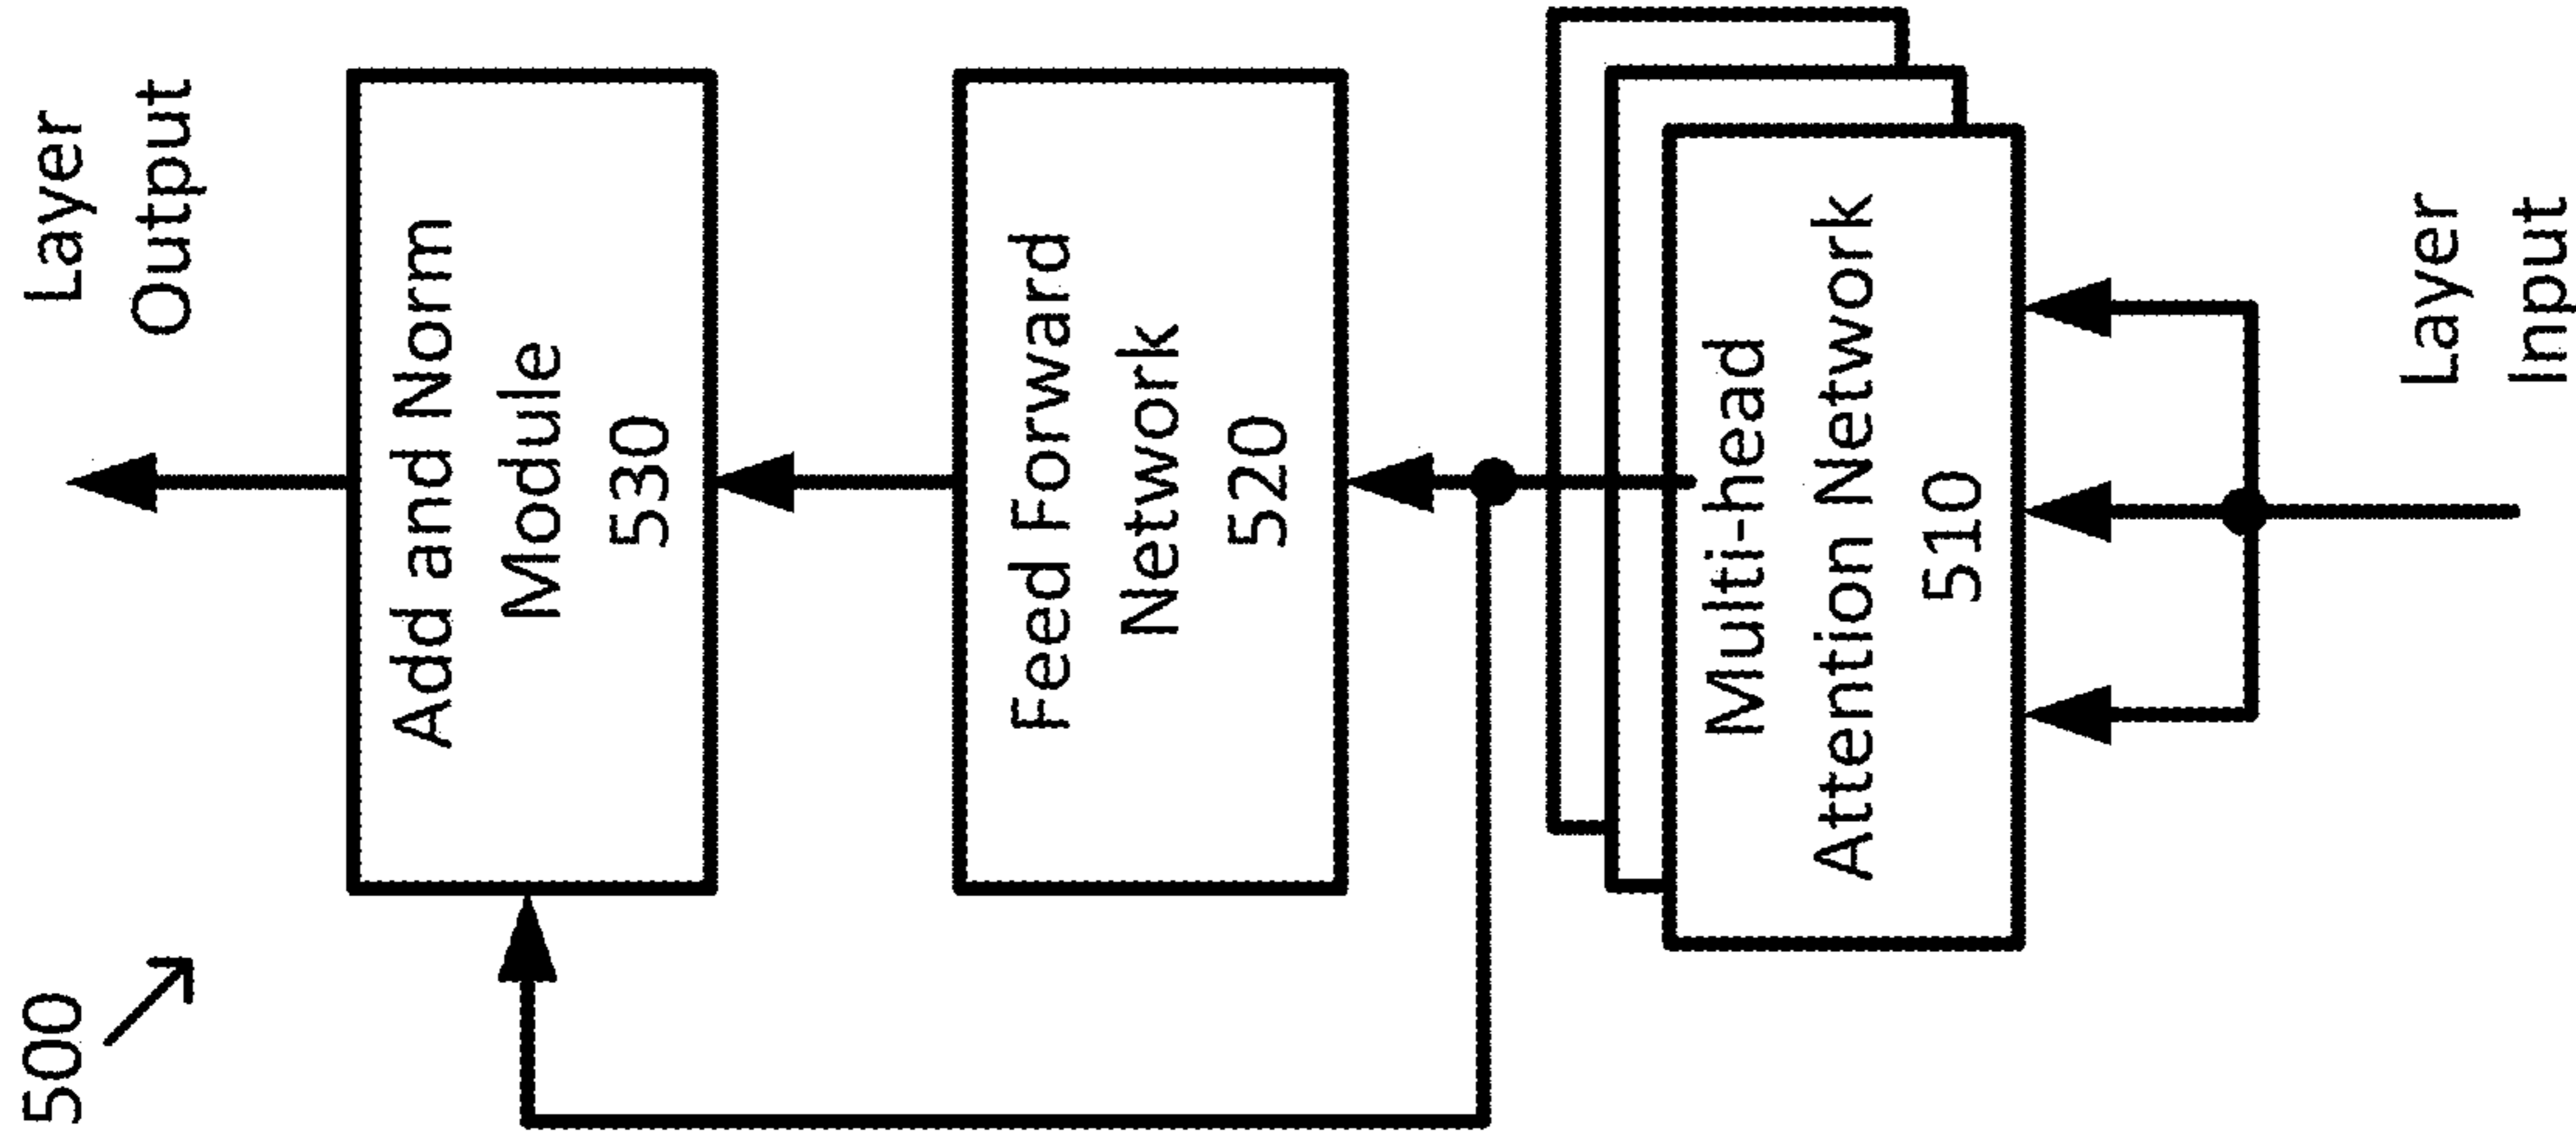 500
Layer
Output
Add and Norm
Module
530
Feed Forward
Network
520
Multi-head
Attention Network
510
Layer
Input